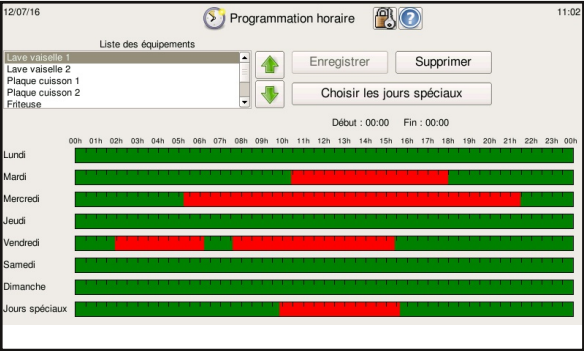 12/07/16 Programmation horaire 11:02
Liste des équipements
Lave vaiselle 1
Lave vaiselle 2
Plaque cuisson 1
Plaque cuisson 2
Friteuse
Enregistrer Supprimer
Choisir les jours spéciaux
Début : 00:00 Fin : 00:00
00h 01h 02h 03h 04h 05h 06h 07h 08h 09h 10h 11h 12h 13h 14h 15h 16h 17h 18h 19h 20h 21h 22h 23h 00h
Lundi
Mardi
Mercredi
Jeudi
Vendredi
Samedi
Dimanche
Jours spéciaux